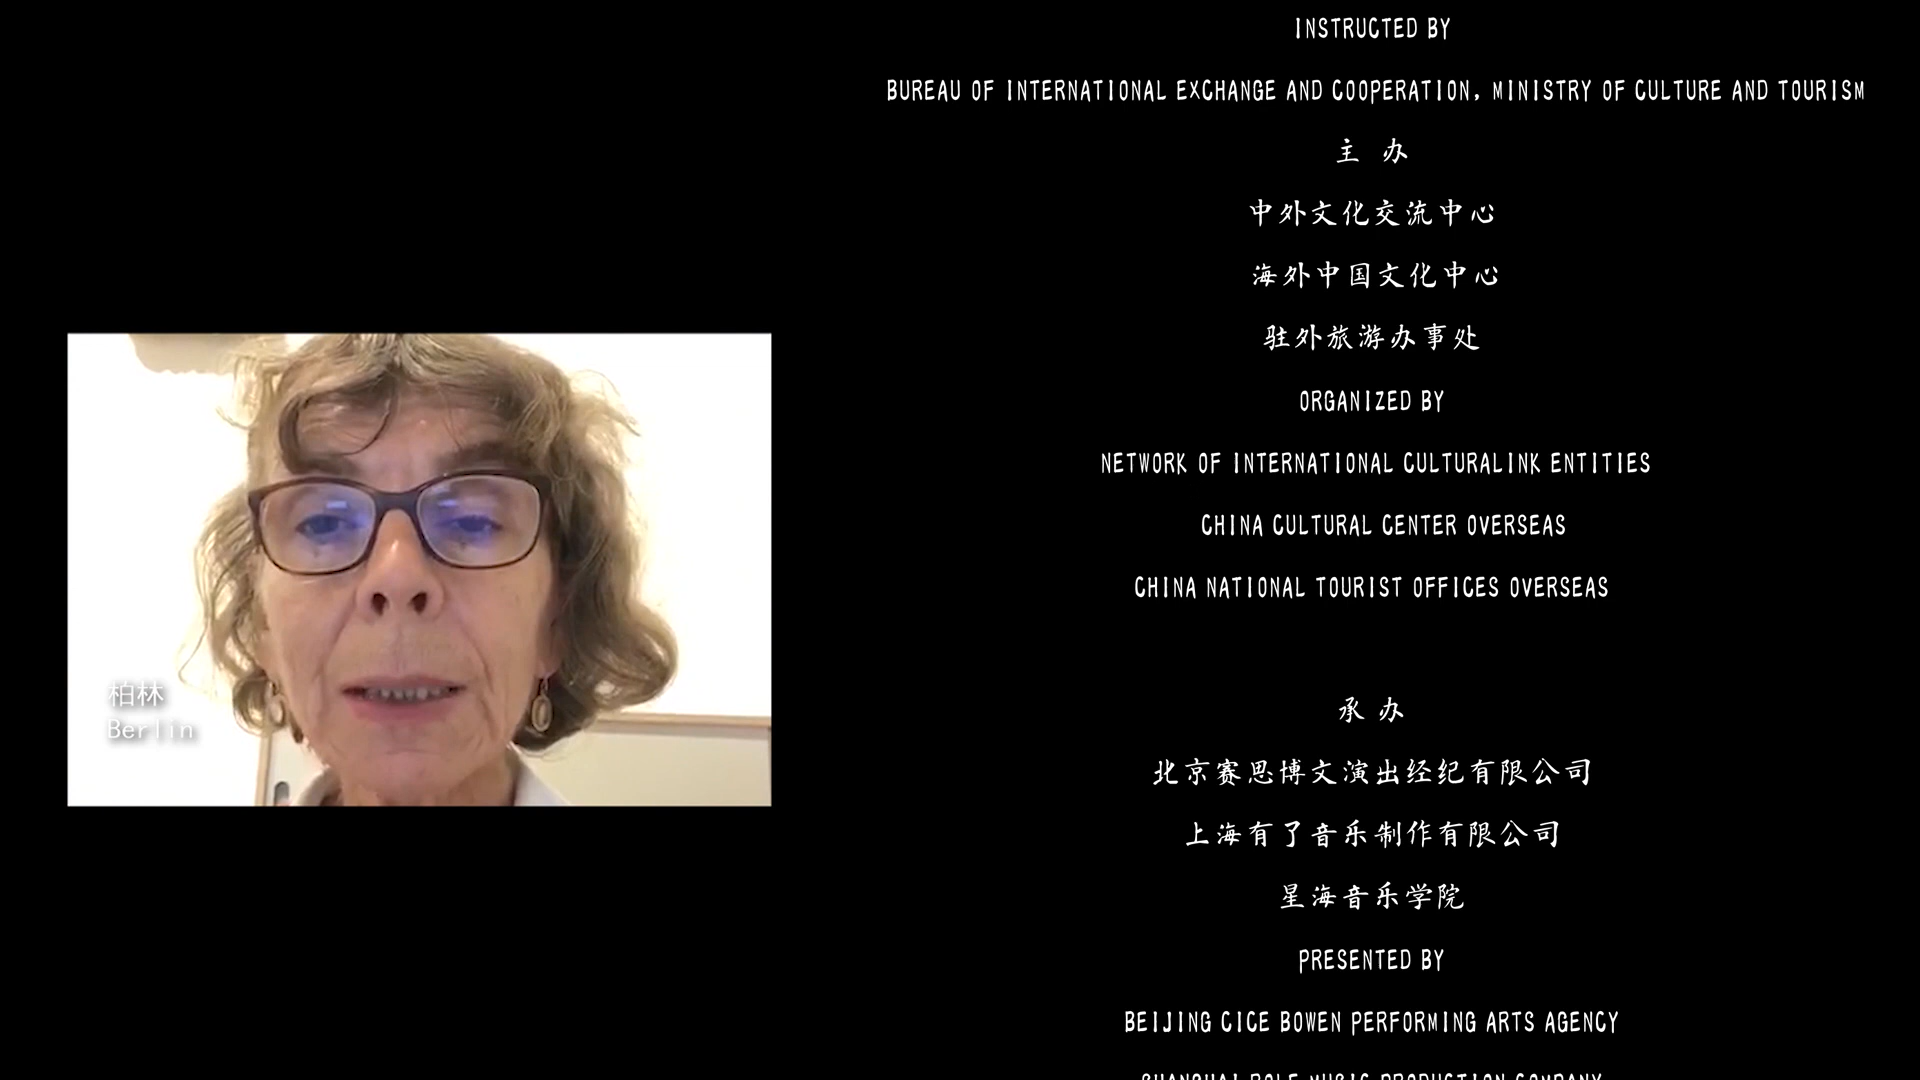 柏林
Berlin
INSTRUCTED BY
BUREAU OF INTERNATIONAL EXCHANGE AND COOPERATION, MINISTRY OF CULTURE AND TOURISM
主 办
中外文化交流中心
海外中国文化中心
驻外旅游办事处
ORGANIZED BY
NETWORK OF INTERNATIONAL CULTURALINK ENTITIES
CHINA CULTURAL CENTER OVERSEAS
CHINA NATIONAL TOURIST OFFICES OVERSEAS
承 办
北京赛思博文演出经纪有限公司
上海有了音乐制作有限公司
星海音乐学院
PRESENTED BY
BEIJING CICE BOWEN PERFORMING ARTS AGENCY
MUSIC PRODUCTION COMPANY